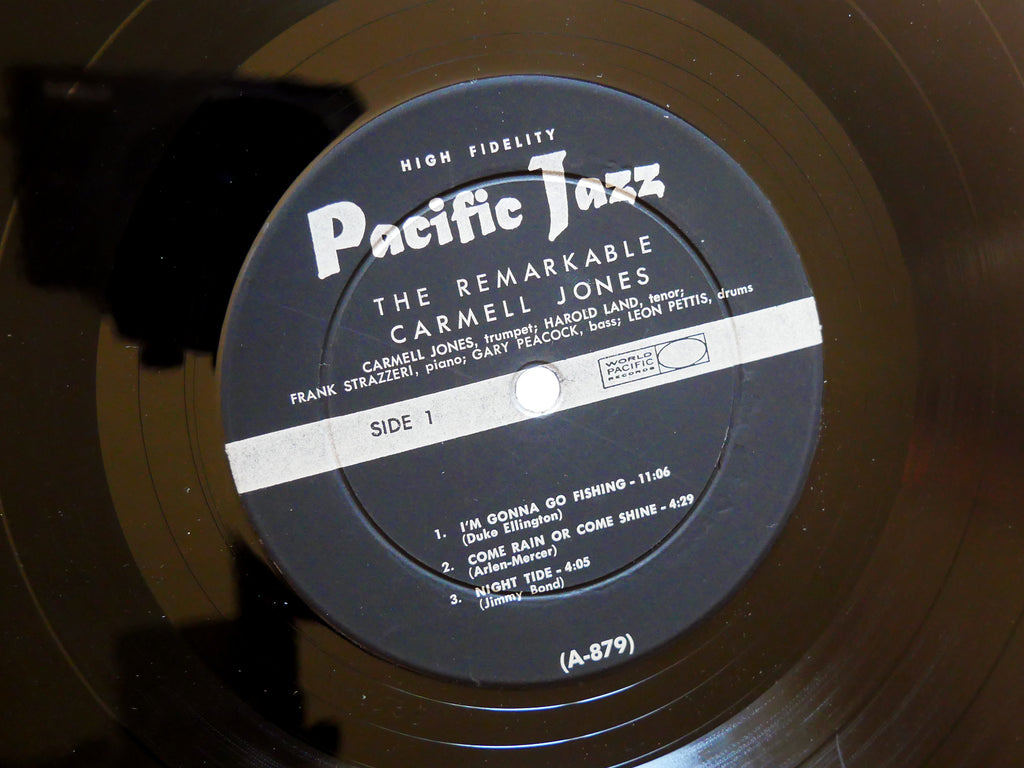 HIGH FIDELITY
Pacific Jazz
THE REMARKABLE
CARMELL JONES
CARMELL JONES, trumpet; HAROLD LAND, tenor;
FRANK STRAZZERI, piano; GARY PEACOCK, bass; LEON PETTIS, drums
WORLD
PACIFIC
RECORDS
SIDE 1
1. I'M GONNA GO FISHING - 11:06
(Duke Ellington)
2. COME RAIN OR COME SHINE - 4:29
(Arlen-Mercer)
3. NIGHT TIDE - 4:05
(Jimmy Bond)
(A-879)